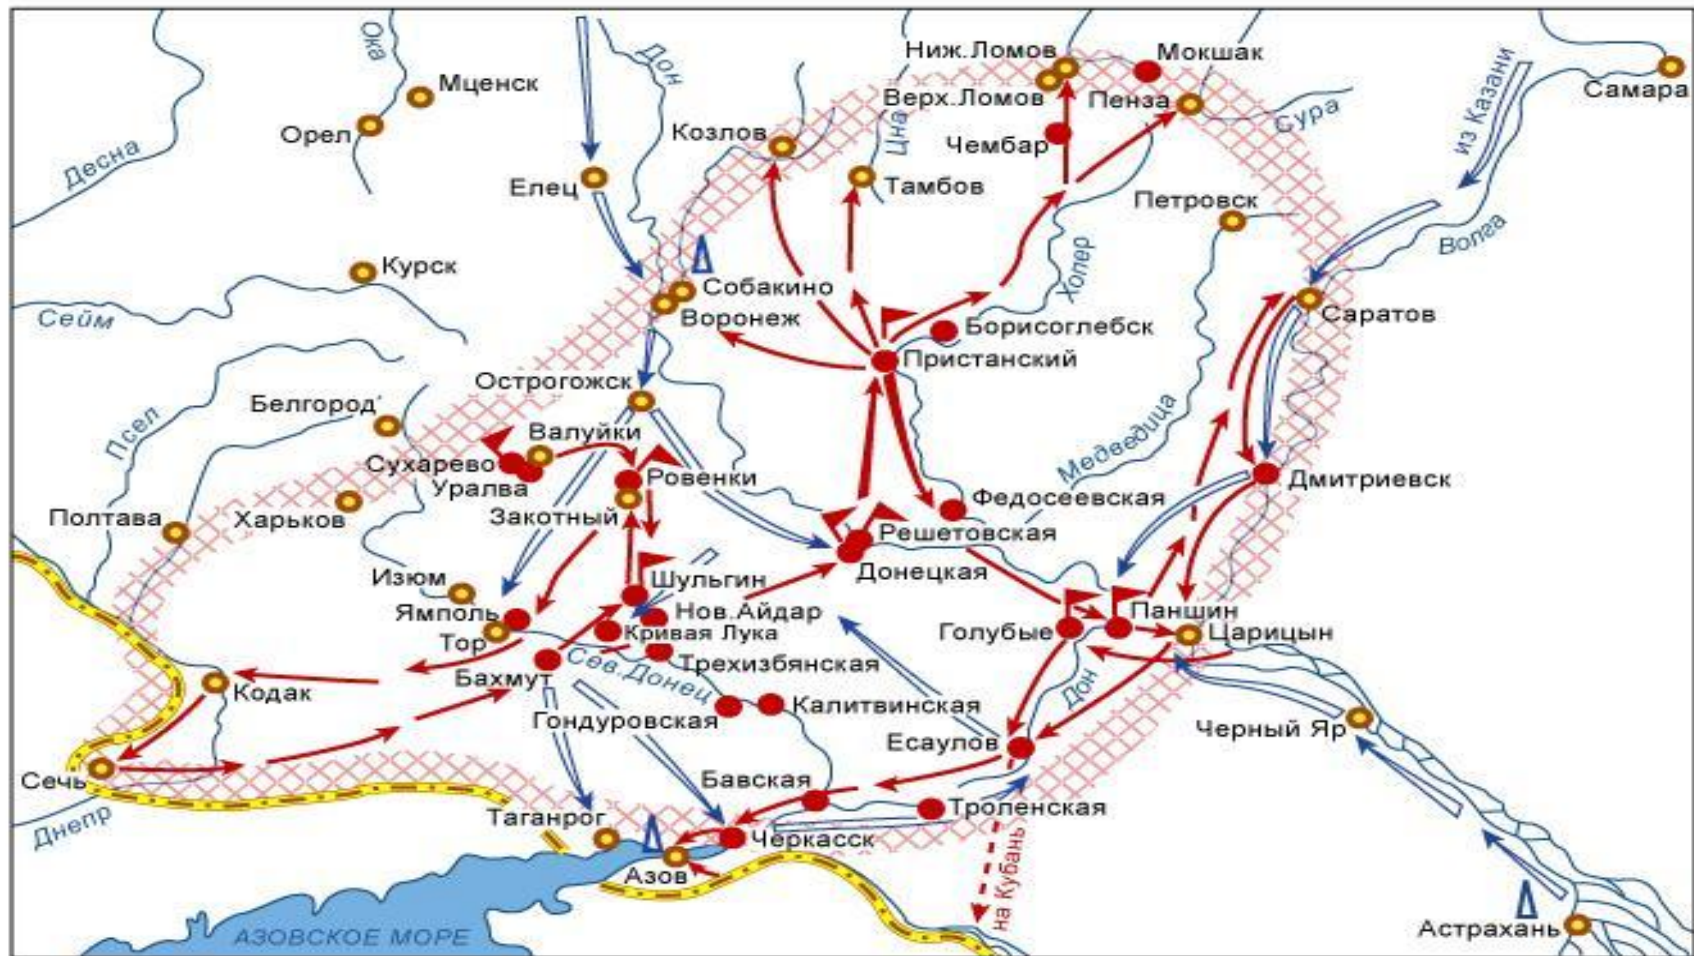 Ока
Дон
Ниж.Ломов
Мокшак
Мценск
Верх.Ломов
Пенза
Самара
Орел
Козлов
Цна
Чембар
Сура
из Казани
Десна
Елец
Тамбов
Петровск
Волга
Курск
Хопер
Сейм
Собакино
Воронеж
Борисоглебск
Саратов
Пристанский
Острогожск
Белгород
Псел
Валуйки
Медведица
Сухарево
Уралва
Ровенки
Дмитриевск
Полтава
Харьков
Закотный
Федосеевская
Решетовская
Донецкая
Изюм
Шульгин
Ямполь
Нов.Айдар
Паншин
Тор
Кривая Лука
Голубые
Царицын
Бахмут
Сев.Донец
Трехизбянская
Кодак
Дон
Гондуровская
Калитвинская
Черный Яр
Есаулов
Сечь
Бавская
Днепр
Таганрог
Троленская
Черкасск
на Кубань
Азов
АЗОВСКОЕ МОРЕ
Астрахань